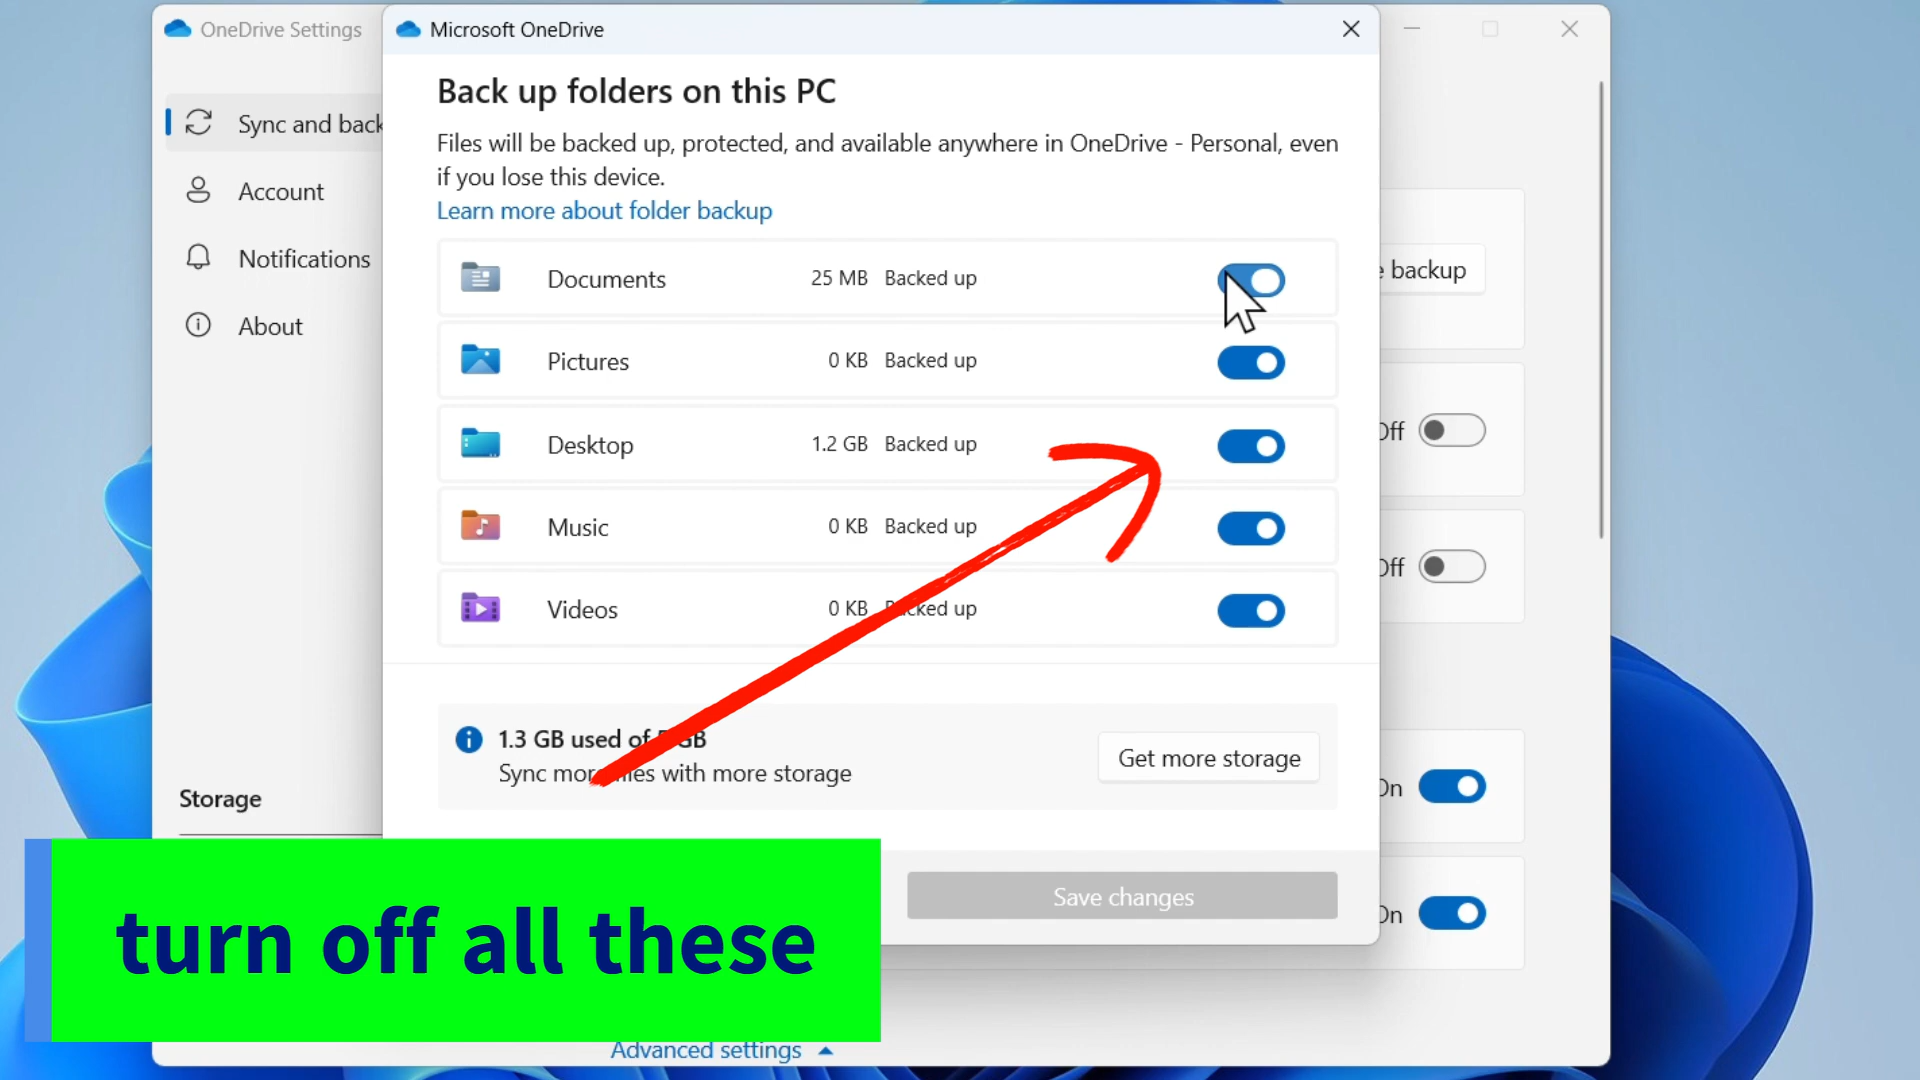 OneDrive Settings
Microsoft OneDrive
Sync and back
Account
Notifications
About
Storage
Back up folders on this PC
Files will be backed up, protected, and available anywhere in OneDrive - Personal, even
if you lose this device.
Learn more about folder backup
Documents 25 MB Backed up
Pictures 0 KB Backed up
Desktop 1.2 GB Backed up
Music 0 KB Backed up
Videos 0 KB Backed up
1.3 GB used of 5 GB
Sync more files with more storage
Get more storage
Save changes
backup
Off
Off
On
On
turn off all these
Advanced settings